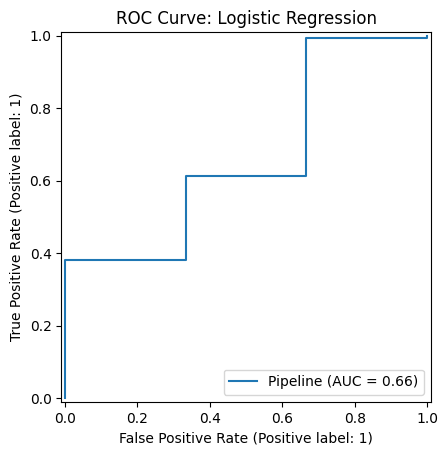 ROC Curve: Logistic Regression
1.0
0.8
0.6
0.4
0.2
0.0
True Positive Rate (Positive label: 1)
Pipeline (AUC = 0.66)
0.0 0.2 0.4 0.6 0.8 1.0
False Positive Rate (Positive label: 1)